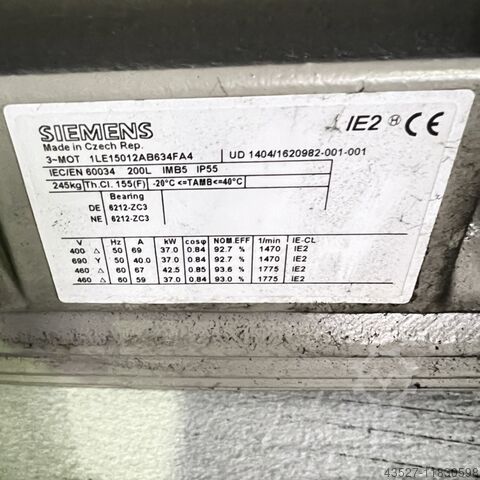 SIEMENS
IE2 H CE
Made in Czech Rep.
3~MOT 1LE15012AB634FA4 UD 1404/1620982-001-001
IEC/EN 60034 200L IMB5 IP55
245kg Th.Cl. 155(F) -20°C <=TAMB<=40°C
Bearing
DE 6212-ZC3
NE 6212-ZC3
V Hz A kW cosφ NOM.EFF 1/min IE-CL
400 △ 50 69 37.0 0.84 92.7 % 1470 IE2
690 Y 50 40.0 37.0 0.84 92.7 % 1470 IE2
460 △ 60 67 42.5 0.85 93.6 % 1775 IE2
460 △ 60 59 37.0 0.84 93.0 % 1775 IE2
43527-11830598